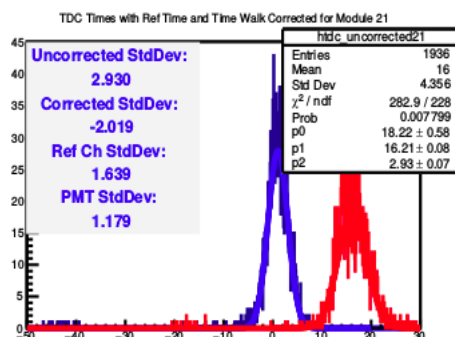 TDC Times with Ref Time and Time Walk Corrected for Module 21
htdc_uncorrected21
Entries 1936
Mean 16
Std Dev 4.356
χ² / ndf 282.9 / 228
Prob 0.007799
p0 18.22 ± 0.58
p1 16.21 ± 0.08
p2 2.93 ± 0.07
Uncorrected StdDev:
2.930
Corrected StdDev:
-2.019
Ref Ch StdDev:
1.639
PMT StdDev:
1.179
45
40
35
30
25
20
15
10
5
0
-50 -40 -30 -20 -10 0 10 20 30